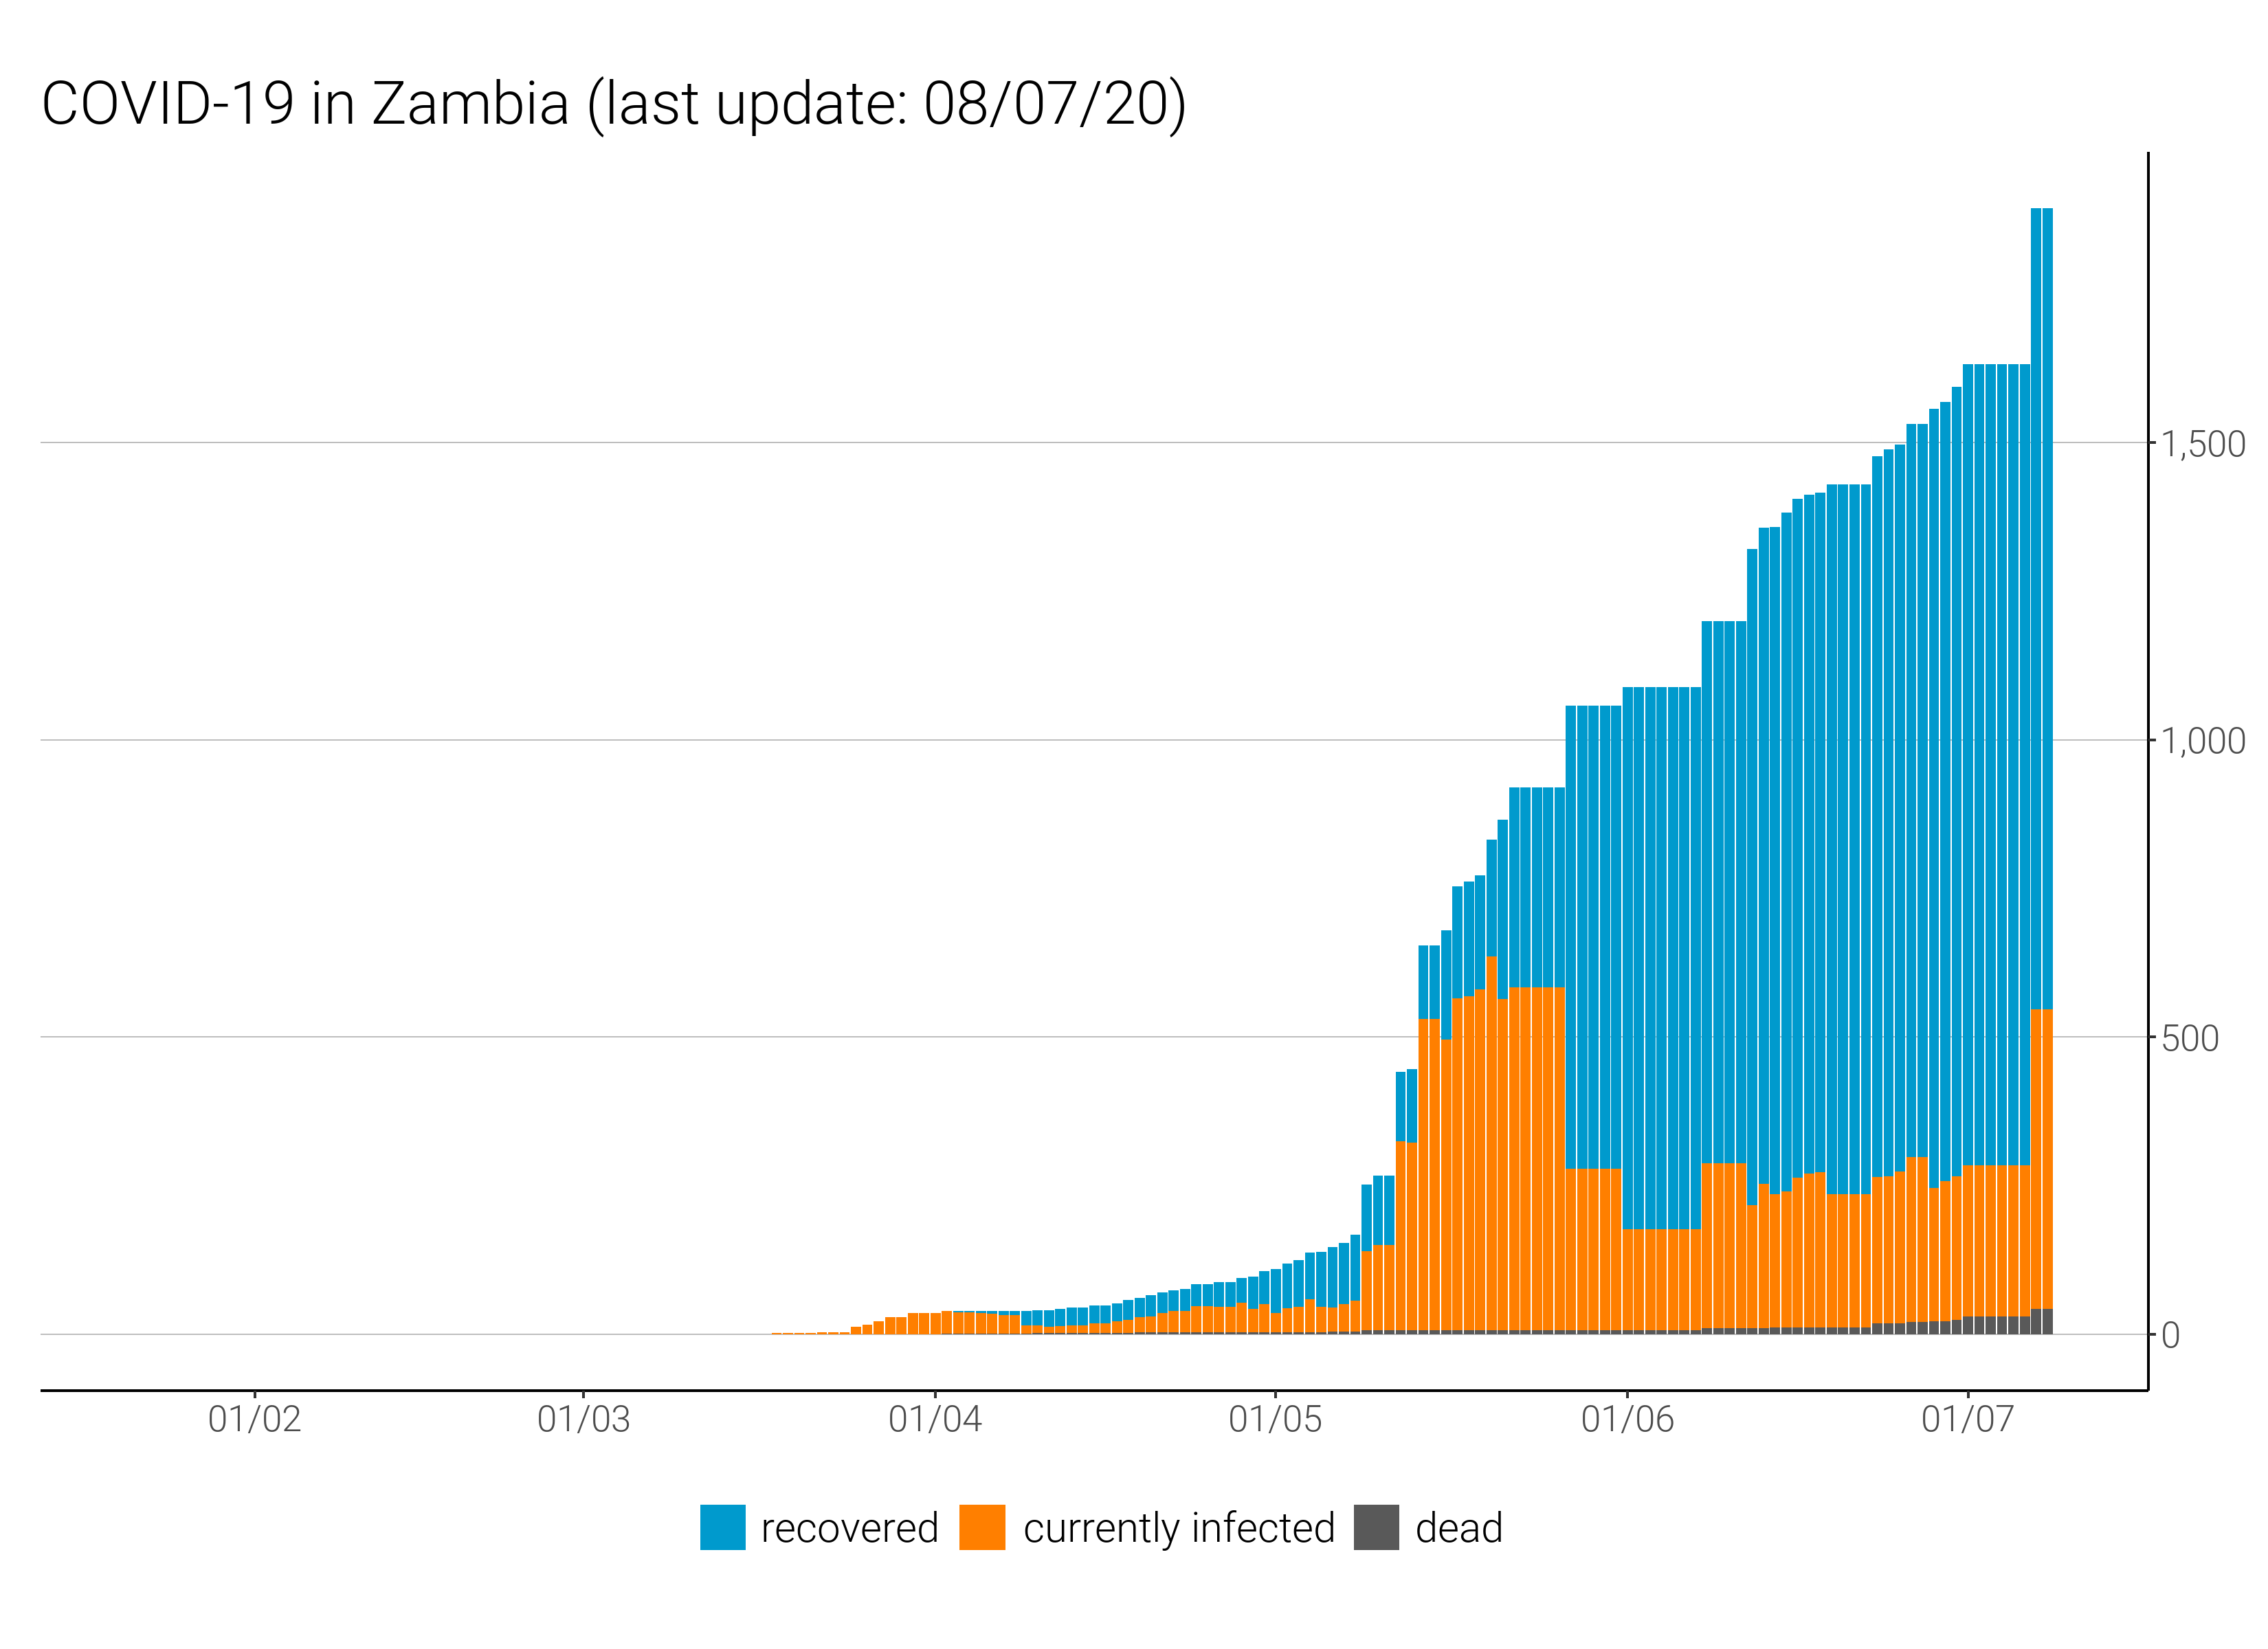 COVID-19 in Zambia (last update: 08/07/20)
1,500
1,000
500
0
01/02 01/03 01/04 01/05 01/06 01/07
recovered currently infected dead